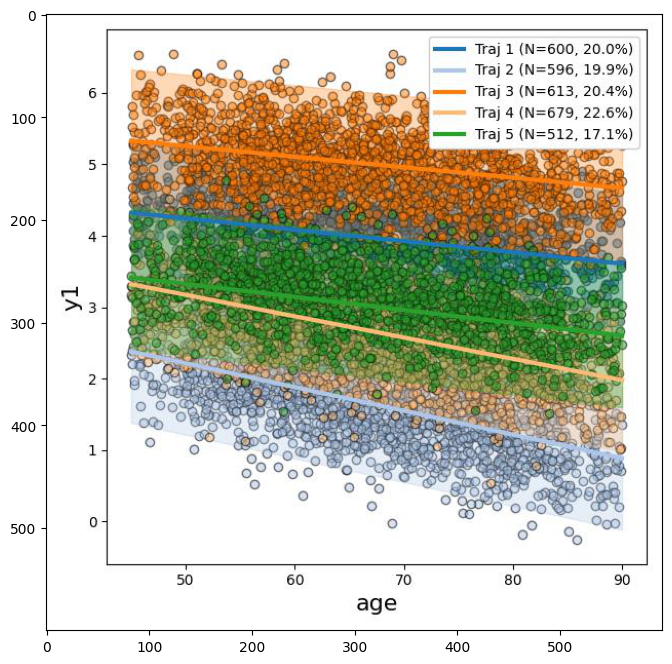 0
100
200
300
400
500
y1
6
5
4
3
2
1
0
Traj 1 (N=600, 20.0%)
Traj 2 (N=596, 19.9%)
Traj 3 (N=613, 20.4%)
Traj 4 (N=679, 22.6%)
Traj 5 (N=512, 17.1%)
50 60 70 80 90
age
0 100 200 300 400 500